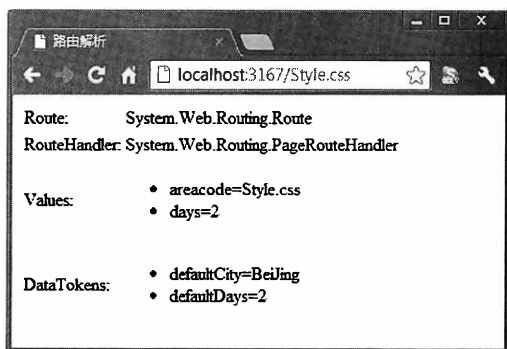 路由解析
localhost:3167/Style.css
Route: System.Web.Routing.Route
RouteHandler: System.Web.Routing.PageRouteHandler
Values:
• areacode=Style.css
• days=2
DataTokens:
• defaultCity=BeiJing
• defaultDays=2